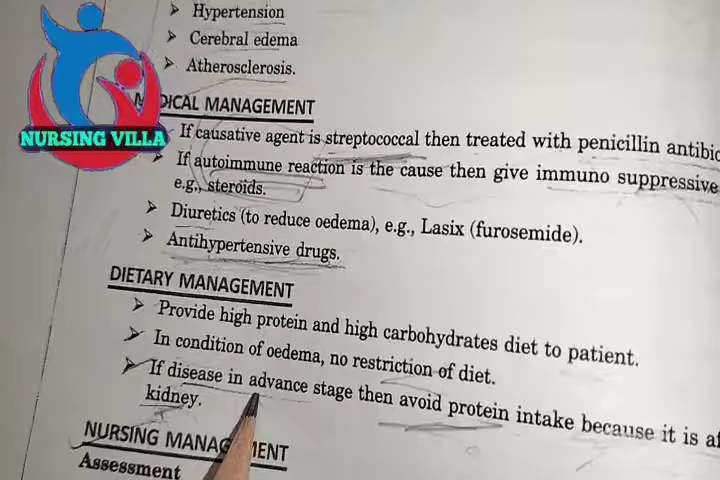 ➤ Hypertension
➤ Cerebral edema
➤ Atherosclerosis.
NURSING VILLA
DICAL MANAGEMENT
If causative agent is streptococcal then treated with penicillin antibio
➤ If autoimmune reaction is the cause then give immuno suppressive
e.g., steroids.
➤ Diuretics (to reduce oedema), e.g., Lasix (furosemide).
➤ Antihypertensive drugs.
DIETARY MANAGEMENT
➤ Provide high protein and high carbohydrates diet to patient.
➤ In condition of oedema, no restriction of diet.
➤ If disease in advance stage then avoid protein intake because it is af
kidney.
NURSING MANAGEMENT
Assessment